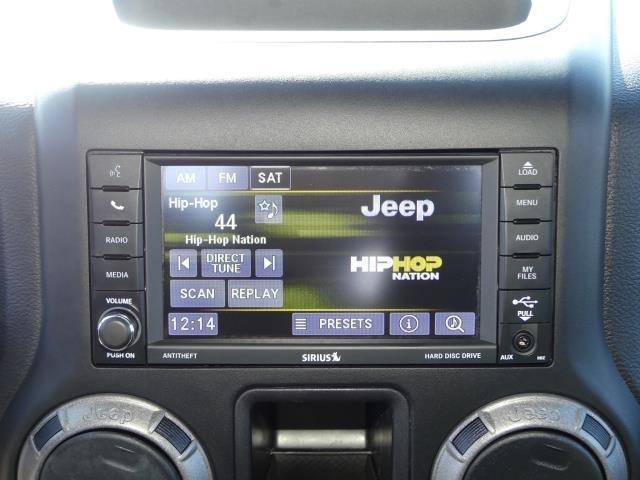 AM FM SAT
Hip-Hop
44
Hip-Hop Nation
DIRECT
TUNE
SCAN REPLAY
12:14 PRESETS i
Jeep
HIPHOP
NATION
RADIO
MEDIA
VOLUME
PUSH ON
LOAD
MENU
AUDIO
MY
FILES
PULL
AUX
ANTITHEFT SIRIUS HARD DISC DRIVE
Jeep Jeep